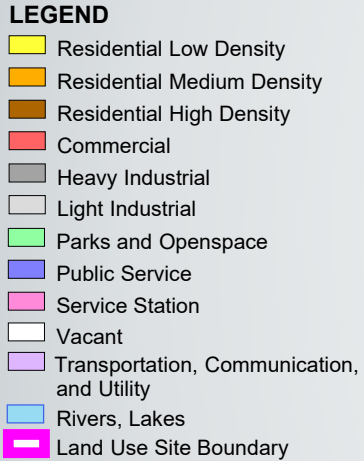 LEGEND
Residential Low Density
Residential Medium Density
Residential High Density
Commercial
Heavy Industrial
Light Industrial
Parks and Openspace
Public Service
Service Station
Vacant
Transportation, Communication,
and Utility
Rivers, Lakes
Land Use Site Boundary